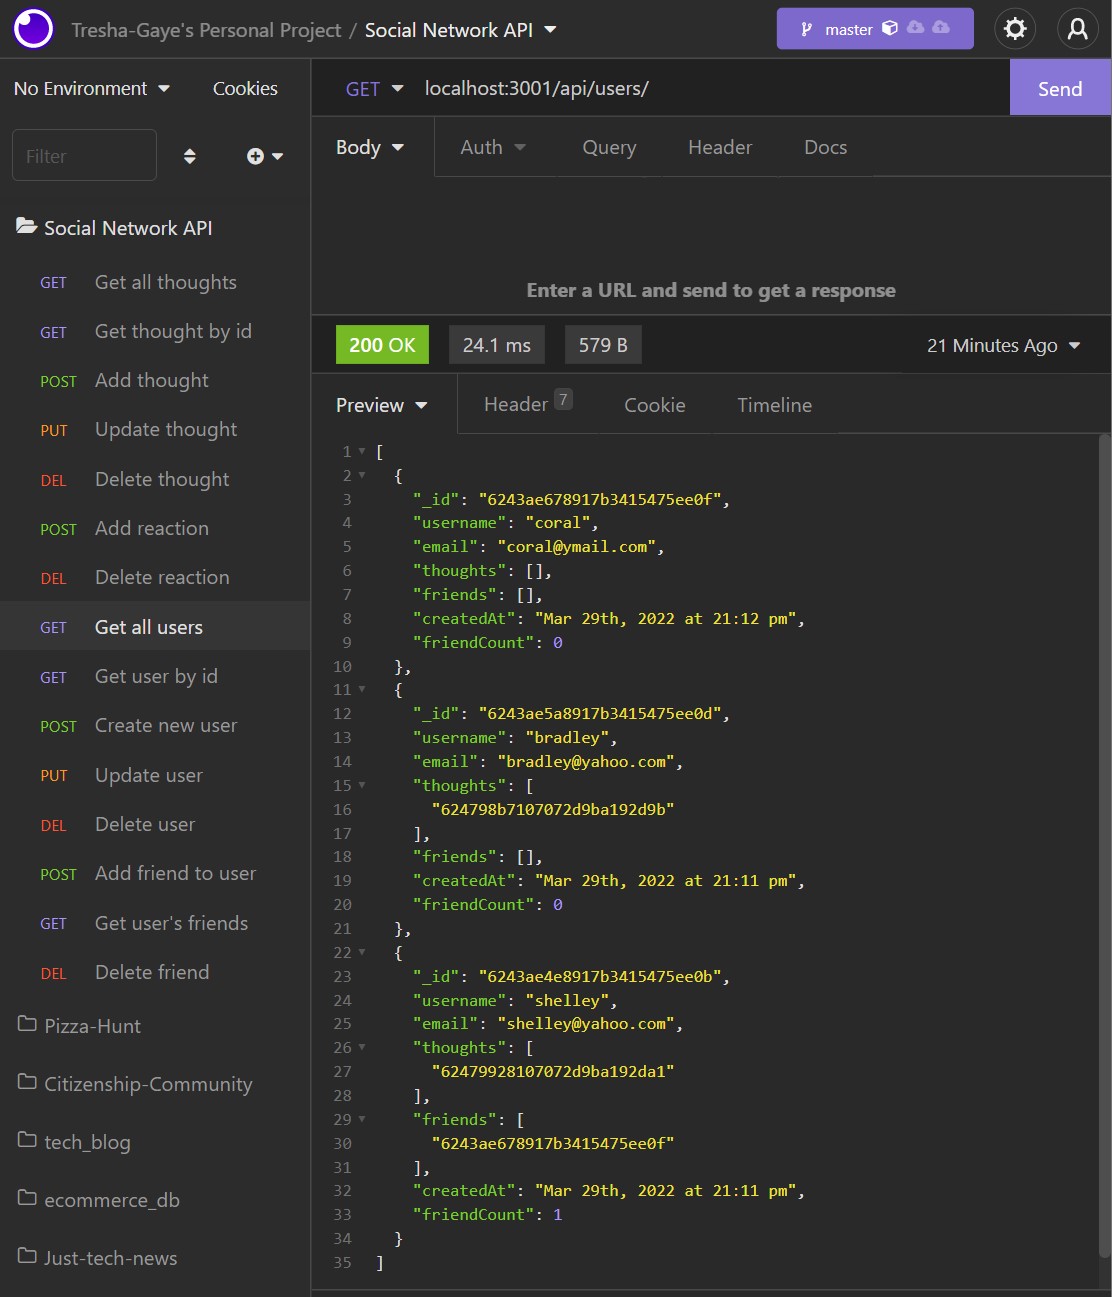 Tresha-Gaye's Personal Project / Social Network API
master
No Environment
Cookies
GET
localhost:3001/api/users/
Send
Filter
Body
Auth
Query
Header
Docs
Social Network API
GET Get all thoughts
GET Get thought by id
POST Add thought
PUT Update thought
DEL Delete thought
POST Add reaction
DEL Delete reaction
GET Get all users
GET Get user by id
POST Create new user
PUT Update user
DEL Delete user
POST Add friend to user
GET Get user's friends
DEL Delete friend
Pizza-Hunt
Citizenship-Community
tech_blog
ecommerce_db
Just-tech-news
Enter a URL and send to get a response
200 OK
24.1 ms
579 B
21 Minutes Ago
Preview
Header 7
Cookie
Timeline
1 [
2 {
3 "_id": "6243ae678917b3415475ee0f",
4 "username": "coral",
5 "email": "coral@ymail.com",
6 "thoughts": [],
7 "friends": [],
8 "createdAt": "Mar 29th, 2022 at 21:12 pm",
9 "friendCount": 0
10 },
11 {
12 "_id": "6243ae5a8917b3415475ee0d",
13 "username": "bradley",
14 "email": "bradley@yahoo.com",
15 "thoughts": [
16 "624798b7107072d9ba192d9b"
17 ],
18 "friends": [],
19 "createdAt": "Mar 29th, 2022 at 21:11 pm",
20 "friendCount": 0
21 },
22 {
23 "_id": "6243ae4e8917b3415475ee0b",
24 "username": "shelley",
25 "email": "shelley@yahoo.com",
26 "thoughts": [
27 "62479928107072d9ba192da1"
28 ],
29 "friends": [
30 "6243ae678917b3415475ee0f"
31 ],
32 "createdAt": "Mar 29th, 2022 at 21:11 pm",
33 "friendCount": 1
34 }
35 ]